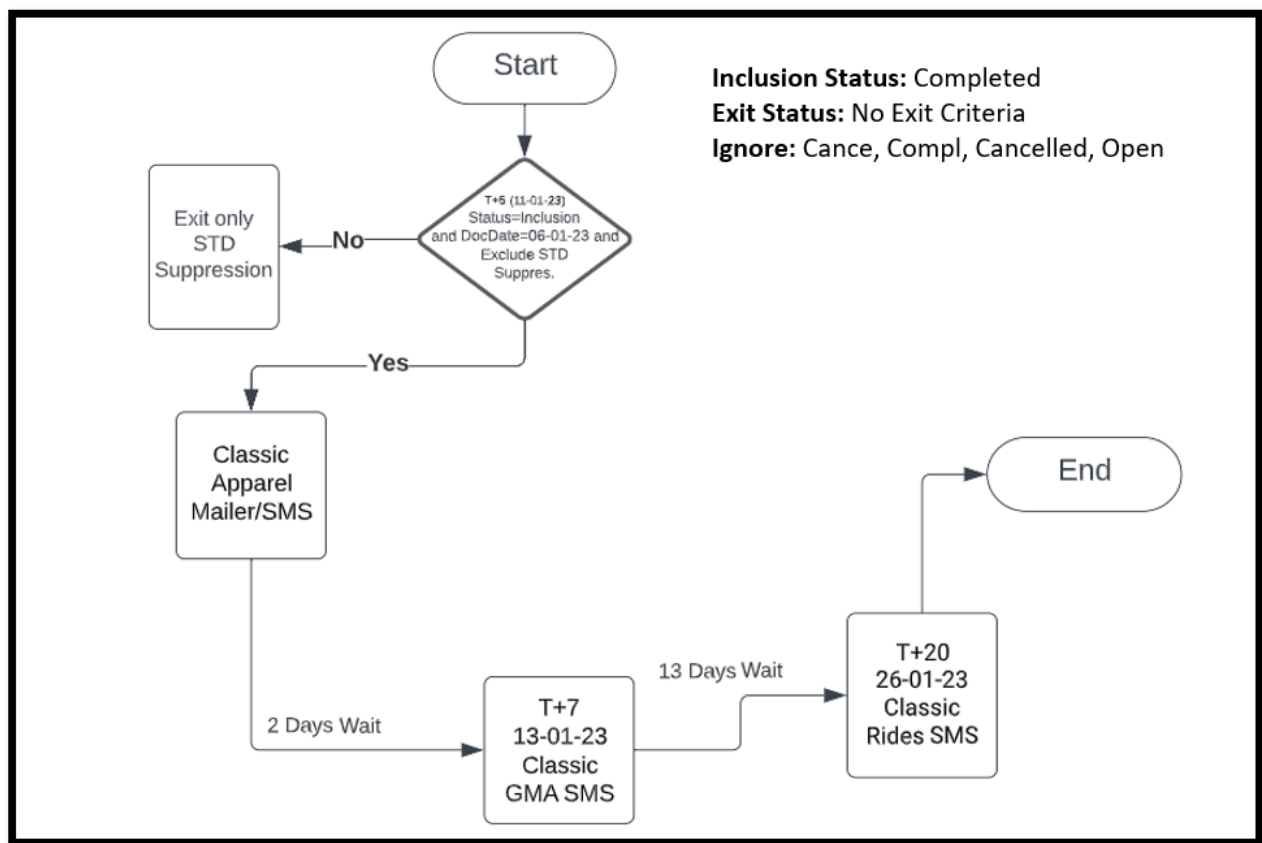 Start
Inclusion Status: Completed
Exit Status: No Exit Criteria
Ignore: Cance, Compl, Cancelled, Open
T+5 (11-01-23)
Status=Inclusion
and DocDate=06-01-23 and
Exclude STD
Suppres.
No
Exit only
STD
Suppression
Yes
Classic
Apparel
Mailer/SMS
2 Days Wait
T+7
13-01-23
Classic
GMA SMS
13 Days Wait
T+20
26-01-23
Classic
Rides SMS
End